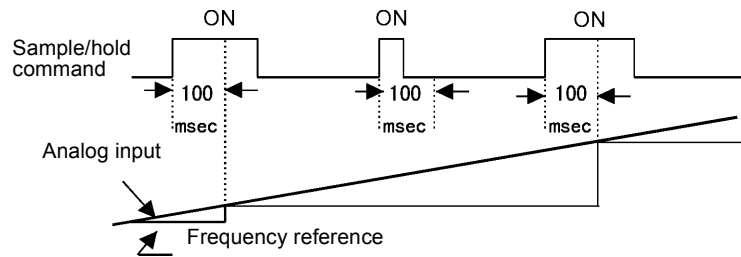 ON ON ON
Sample/hold
command
100 100 100
msec msec msec
Analog input
Frequency reference